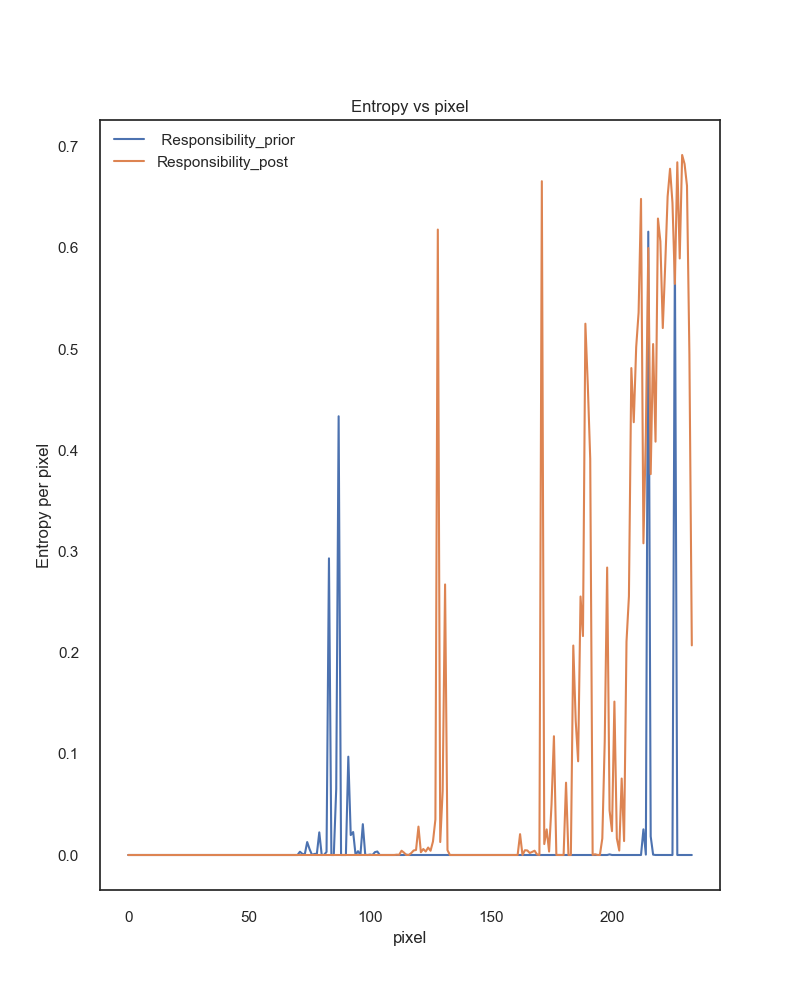 Entropy vs pixel
Responsibility_prior
Responsibility_post
0.7
0.6
0.5
0.4
0.3
0.2
0.1
0.0
Entropy per pixel
0 50 100 150 200
pixel